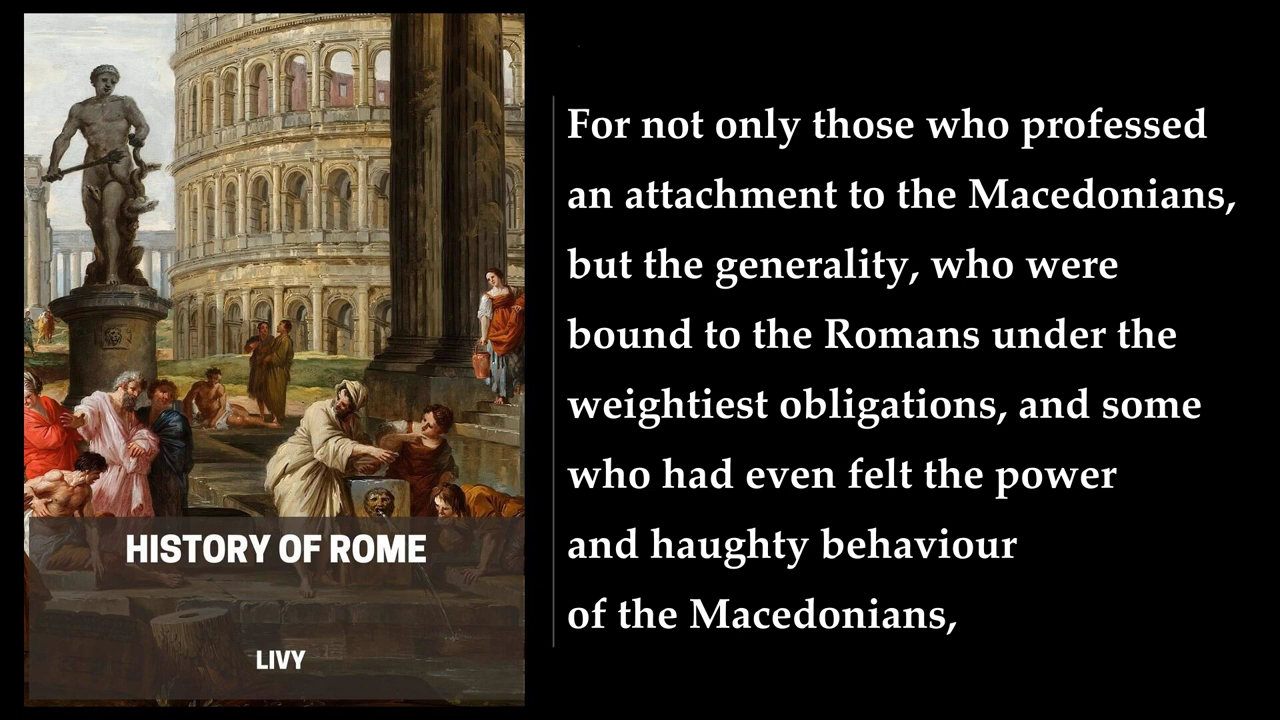 HISTORY OF ROME
LIVY
For not only those who professed
an attachment to the Macedonians,
but the generality, who were
bound to the Romans under the
weightiest obligations, and some
who had even felt the power
and haughty behaviour
of the Macedonians,